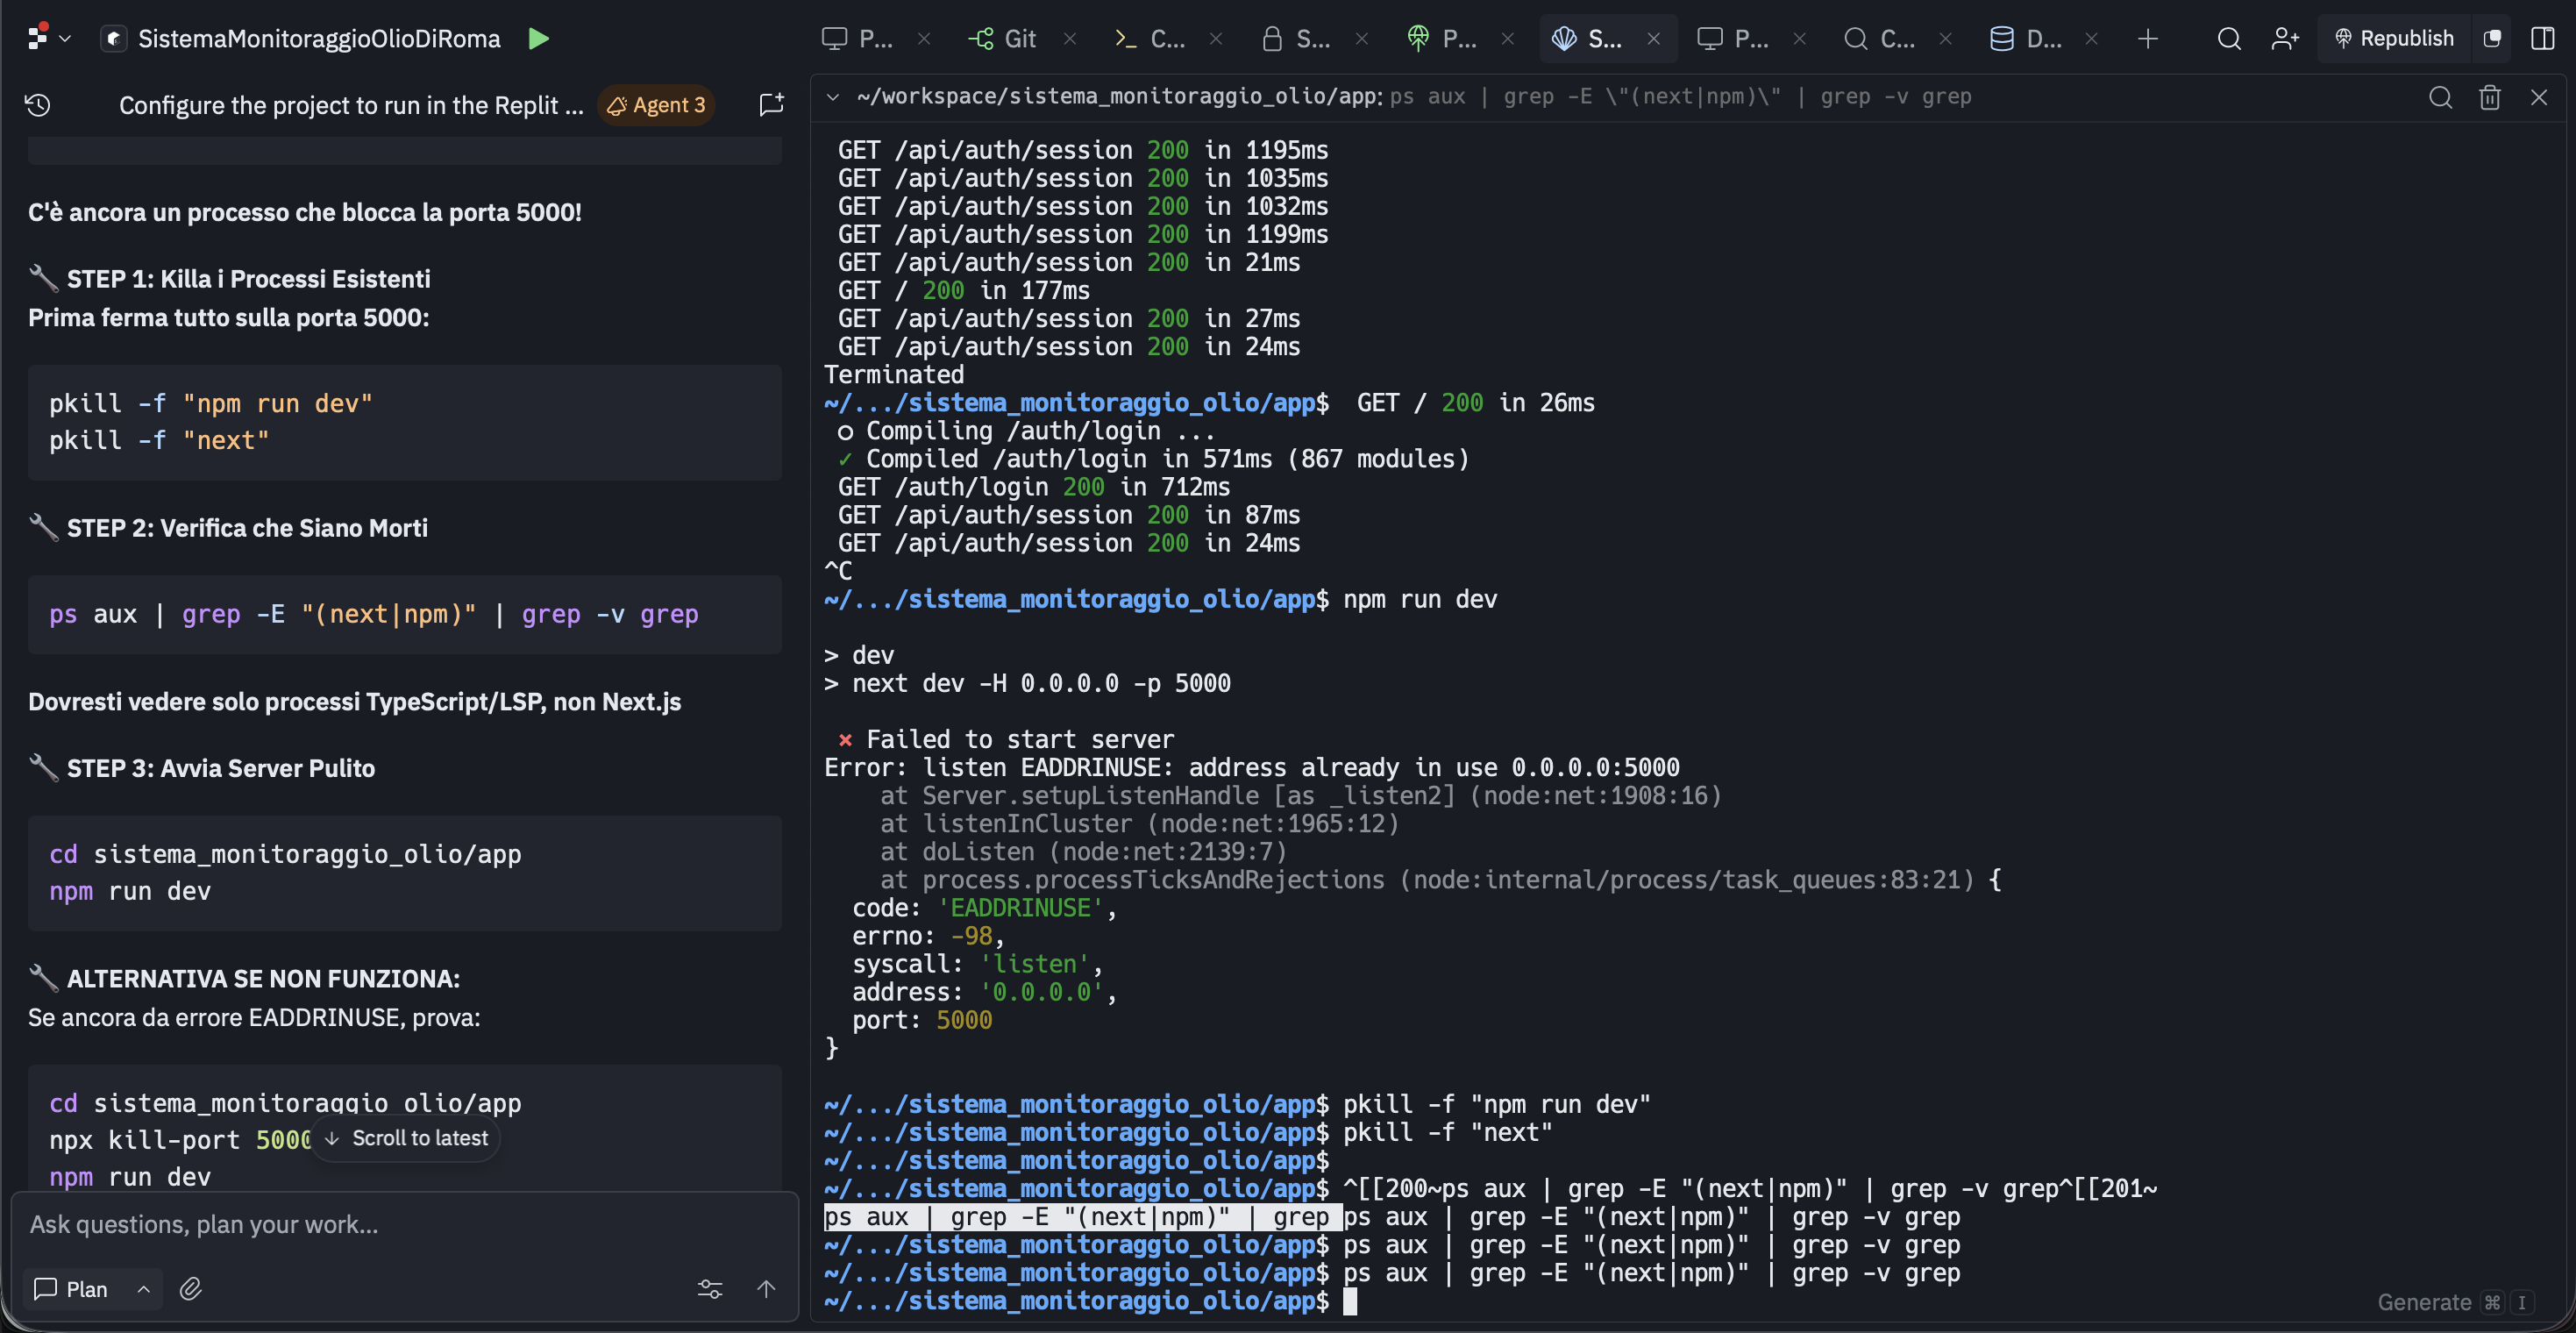 SistemaMonitoraggioOlioDiRoma
P...
Git
C...
S...
P...
S...
P...
C...
D...
Republish
Configure the project to run in the Replit ...
Agent 3
C'è ancora un processo che blocca la porta 5000!
🔧 STEP 1: Killa i Processi Esistenti
Prima ferma tutto sulla porta 5000:
pkill -f "npm run dev"
pkill -f "next"
🔧 STEP 2: Verifica che Siano Morti
ps aux | grep -E "(next|npm)" | grep -v grep
Dovresti vedere solo processi TypeScript/LSP, non Next.js
🔧 STEP 3: Avvia Server Pulito
cd sistema_monitoraggio_olio/app
npm run dev
🔧 ALTERNATIVA SE NON FUNZIONA:
Se ancora da errore EADDRINUSE, prova:
cd sistema_monitoraggio_olio/app
npx kill-port 5000
Scroll to latest
npm run dev
Ask questions, plan your work...
Plan
~/workspace/sistema_monitoraggio_olio/app: ps aux | grep -E \"(next|npm)\" | grep -v grep
GET /api/auth/session 200 in 1195ms
GET /api/auth/session 200 in 1035ms
GET /api/auth/session 200 in 1032ms
GET /api/auth/session 200 in 1199ms
GET /api/auth/session 200 in 21ms
GET / 200 in 177ms
GET /api/auth/session 200 in 27ms
GET /api/auth/session 200 in 24ms
Terminated
~/.../sistema_monitoraggio_olio/app$  GET / 200 in 26ms
○ Compiling /auth/login ...
✓ Compiled /auth/login in 571ms (867 modules)
GET /auth/login 200 in 712ms
GET /api/auth/session 200 in 87ms
GET /api/auth/session 200 in 24ms
^C
~/.../sistema_monitoraggio_olio/app$ npm run dev
> dev
> next dev -H 0.0.0.0 -p 5000
⨯ Failed to start server
Error: listen EADDRINUSE: address already in use 0.0.0.0:5000
at Server.setupListenHandle [as _listen2] (node:net:1908:16)
at listenInCluster (node:net:1965:12)
at doListen (node:net:2139:7)
at process.processTicksAndRejections (node:internal/process/task_queues:83:21) {
code: 'EADDRINUSE',
errno: -98,
syscall: 'listen',
address: '0.0.0.0',
port: 5000
}
~/.../sistema_monitoraggio_olio/app$ pkill -f "npm run dev"
~/.../sistema_monitoraggio_olio/app$ pkill -f "next"
~/.../sistema_monitoraggio_olio/app$
~/.../sistema_monitoraggio_olio/app$ ^[[200~ps aux | grep -E "(next|npm)" | grep -v grep^[[201~
ps aux | grep -E "(next|npm)" | grep ps aux | grep -E "(next|npm)" | grep -v grep
~/.../sistema_monitoraggio_olio/app$ ps aux | grep -E "(next|npm)" | grep -v grep
~/.../sistema_monitoraggio_olio/app$ ps aux | grep -E "(next|npm)" | grep -v grep
~/.../sistema_monitoraggio_olio/app$
Generate ⌘ I